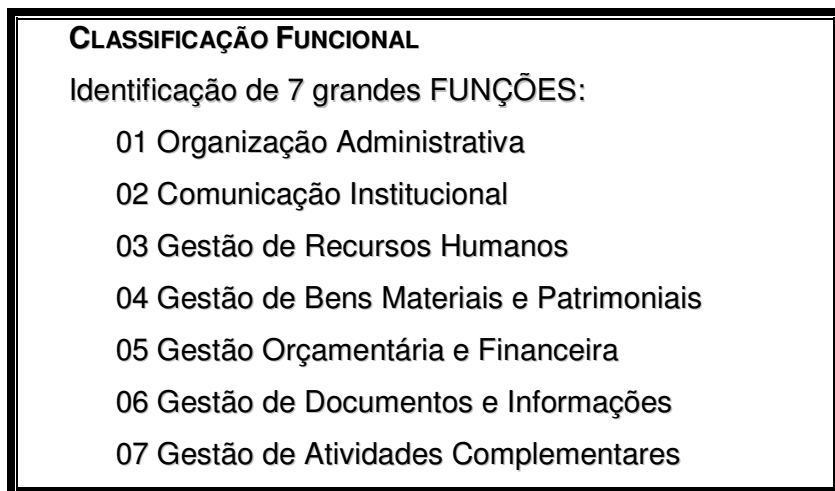 CLASSIFICAÇÃO FUNCIONAL
Identificação de 7 grandes FUNÇÕES:
01 Organização Administrativa
02 Comunicação Institucional
03 Gestão de Recursos Humanos
04 Gestão de Bens Materiais e Patrimoniais
05 Gestão Orçamentária e Financeira
06 Gestão de Documentos e Informações
07 Gestão de Atividades Complementares